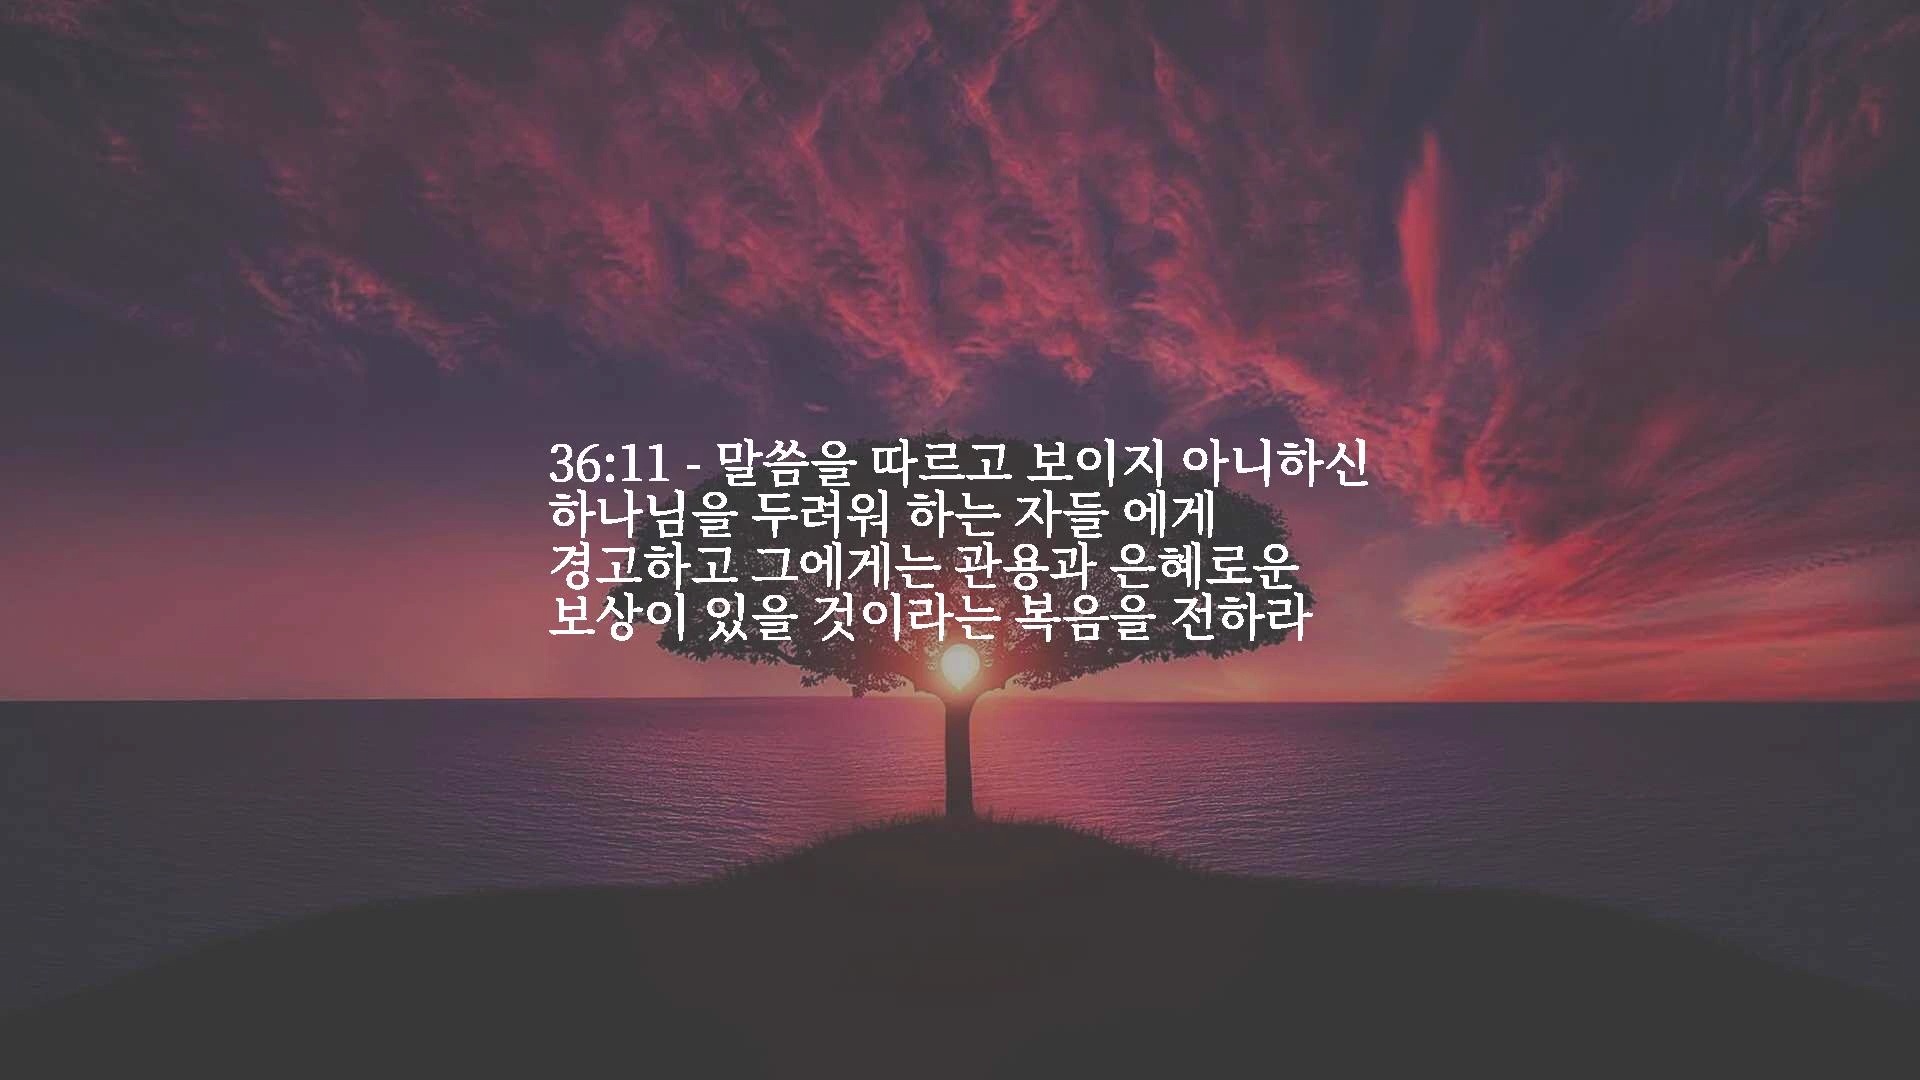 36:11 - 말씀을 따르고 보이지 아니하신
하나님을 두려워 하는 자들 에게
경고하고 그에게는 관용과 은혜로운
보상이 있을 것이라는 복음을 전하라